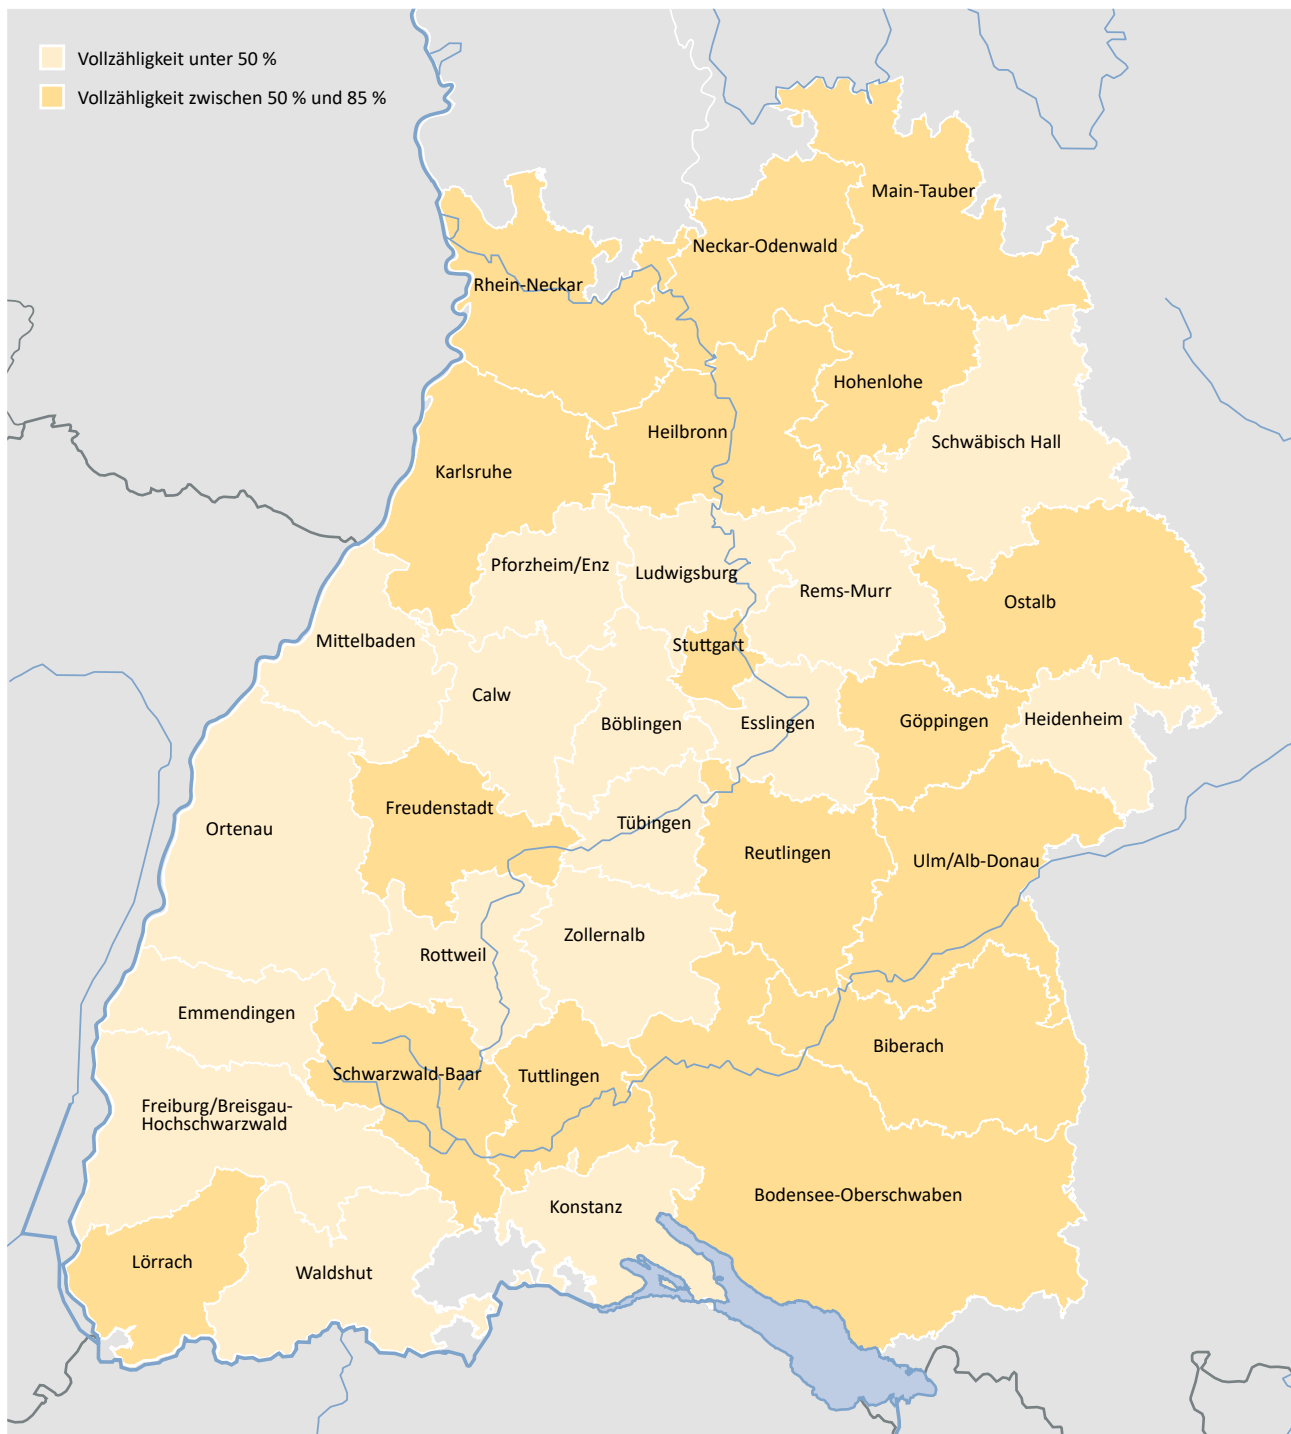 Vollzähligkeit unter 50 %
Vollzähligkeit zwischen 50 % und 85 %
Main-Tauber
Neckar-Odenwald
Rhein-Neckar
Hohenlohe
Heilbronn
Schwäbisch Hall
Karlsruhe
Pforzheim/Enz
Ludwigsburg
Rems-Murr
Ostalb
Mittelbaden
Stuttgart
Calw
Böblingen
Esslingen
Göppingen
Heidenheim
Freudenstadt
Ortenau
Tübingen
Reutlingen
Ulm/Alb-Donau
Zollernalb
Rottweil
Emmendingen
Biberach
Schwarzwald-Baar
Tuttlingen
Freiburg/Breisgau-
Hochschwarzwald
Bodensee-Oberschwaben
Konstanz
Lörrach
Waldshut